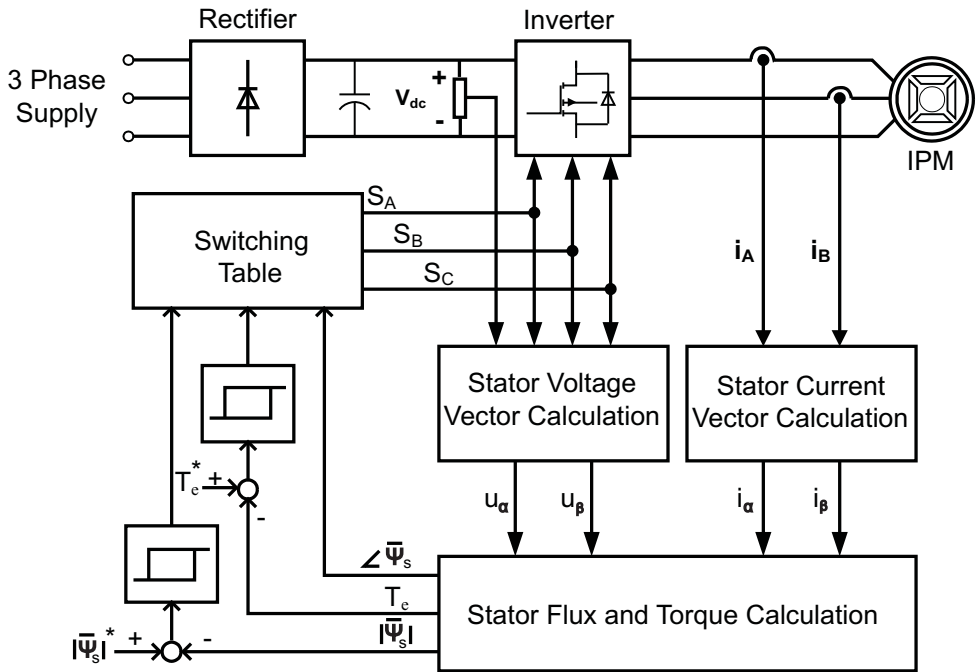 Rectifier
Inverter
3 Phase
Supply
+
V_dc
-
IPM
S_A
S_B
S_C
Switching
Table
i_A
i_B
Stator Voltage
Vector Calculation
Stator Current
Vector Calculation
T_e^* +
-
u_α
u_β
i_α
i_β
∠ψ̄_s
T_e
|ψ̄_s|
Stator Flux and Torque Calculation
|ψ̄_s|^* +
-